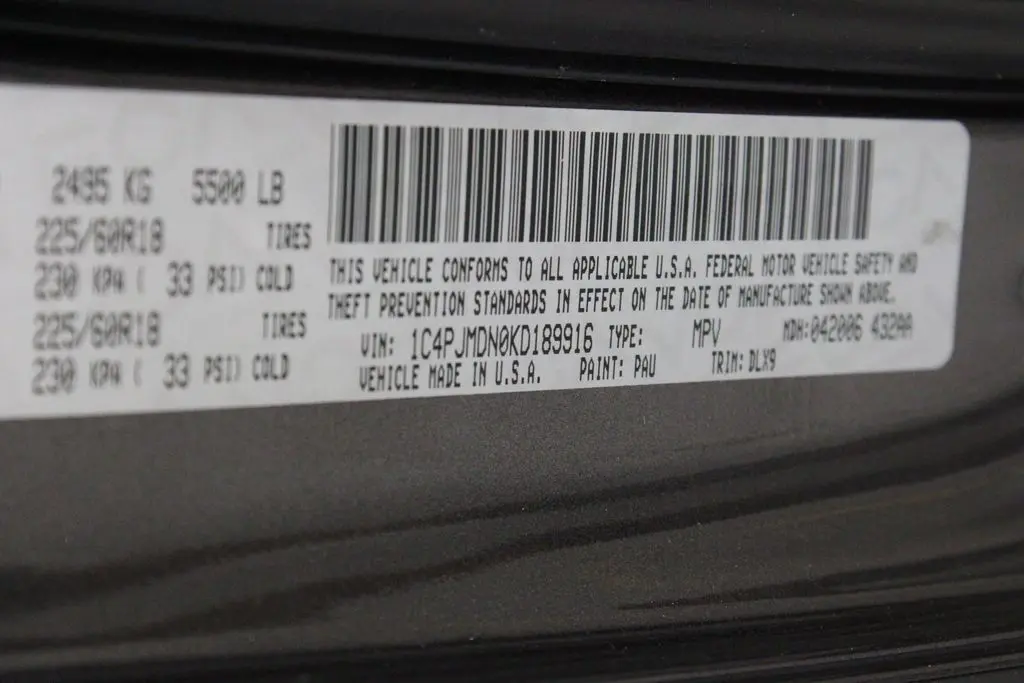 2495 KG 5500 LB
225/60R18 TIRES
230 KPA ( 33 PSI) COLD
225/60R18 TIRES
230 KPA ( 33 PSI) COLD
THIS VEHICLE CONFORMS TO ALL APPLICABLE U.S.A. FEDERAL MOTOR VEHICLE SAFETY AND
THEFT PREVENTION STANDARDS IN EFFECT ON THE DATE OF MANUFACTURE SHOWN ABOVE.
VIN: 1C4PJMDN0KD189916 TYPE: MPV MDH: 042006 432AA
VEHICLE MADE IN U.S.A. PAINT: PAU TRIM: DLX9